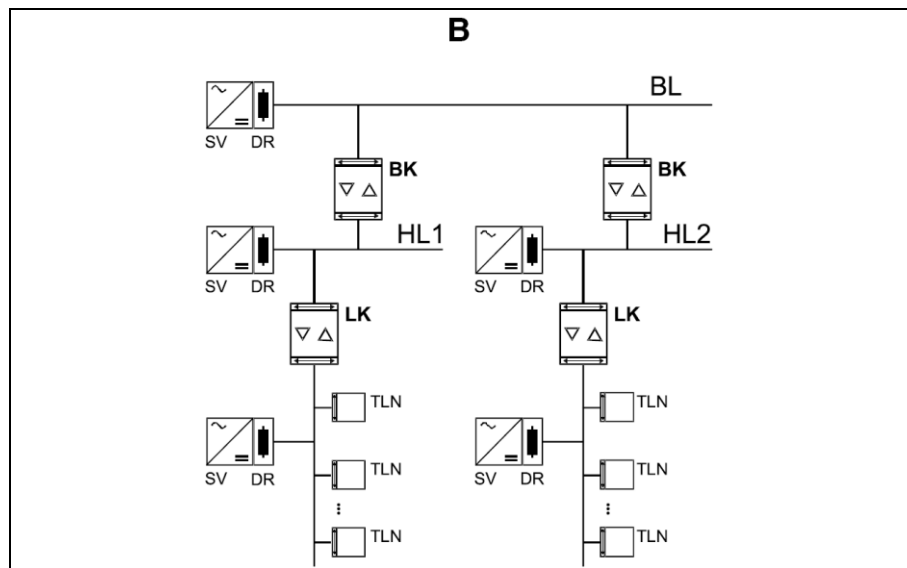 B
BL
SV DR
BK BK
HL1 HL2
SV DR SV DR
LK LK
TLN TLN
SV DR TLN SV DR TLN
TLN TLN